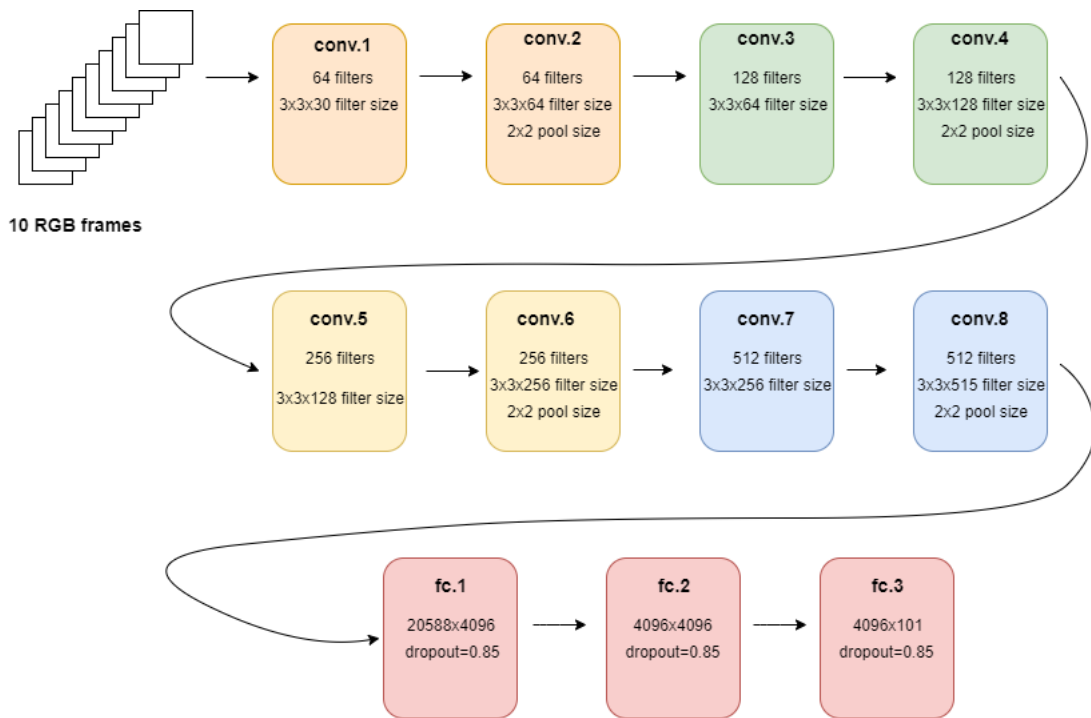 10 RGB frames
conv.1
64 filters
3x3x30 filter size
conv.2
64 filters
3x3x64 filter size
2x2 pool size
conv.3
128 filters
3x3x64 filter size
conv.4
128 filters
3x3x128 filter size
2x2 pool size
conv.5
256 filters
3x3x128 filter size
conv.6
256 filters
3x3x256 filter size
2x2 pool size
conv.7
512 filters
3x3x256 filter size
conv.8
512 filters
3x3x515 filter size
2x2 pool size
fc.1
20588x4096
dropout=0.85
fc.2
4096x4096
dropout=0.85
fc.3
4096x101
dropout=0.85